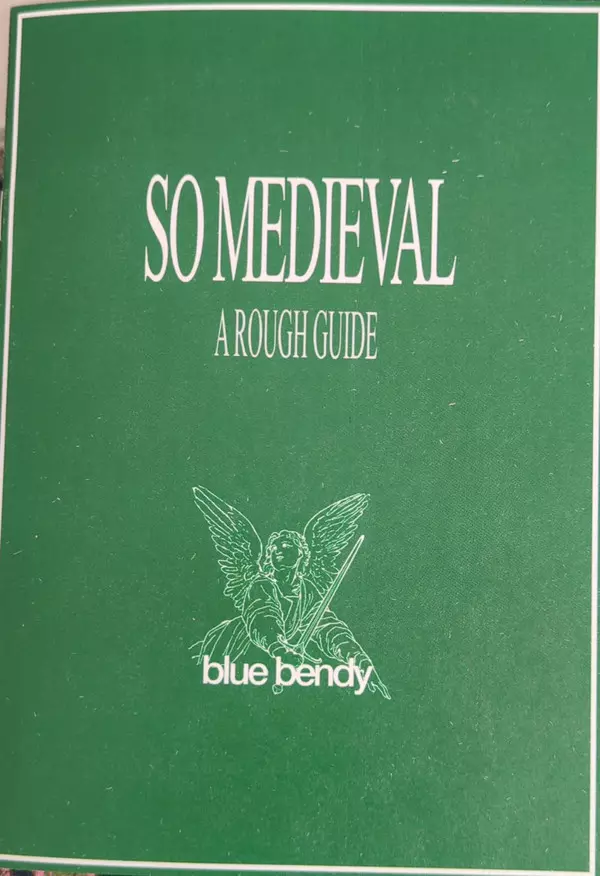 SO MEDIEVAL
A ROUGH GUIDE
blue bendy